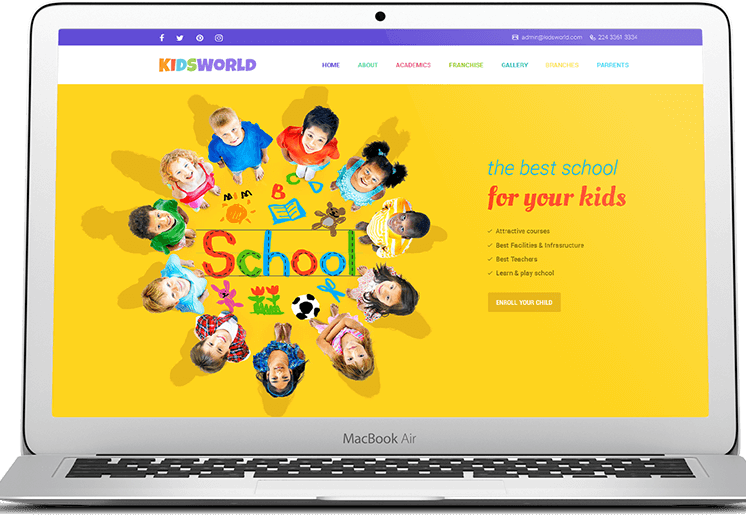 admin@kidsworld.com 224 3361 3334
KIDSWORLD
HOME ABOUT ACADEMICS FRANCHISE GALLERY BRANCHES PARRENTS
M M
B C D
School
the best school
for your kids
Attractive courses
Best Facilities & Infrasructure
Best Teachers
Learn & play school
ENROLL YOUR CHILD
MacBook Air